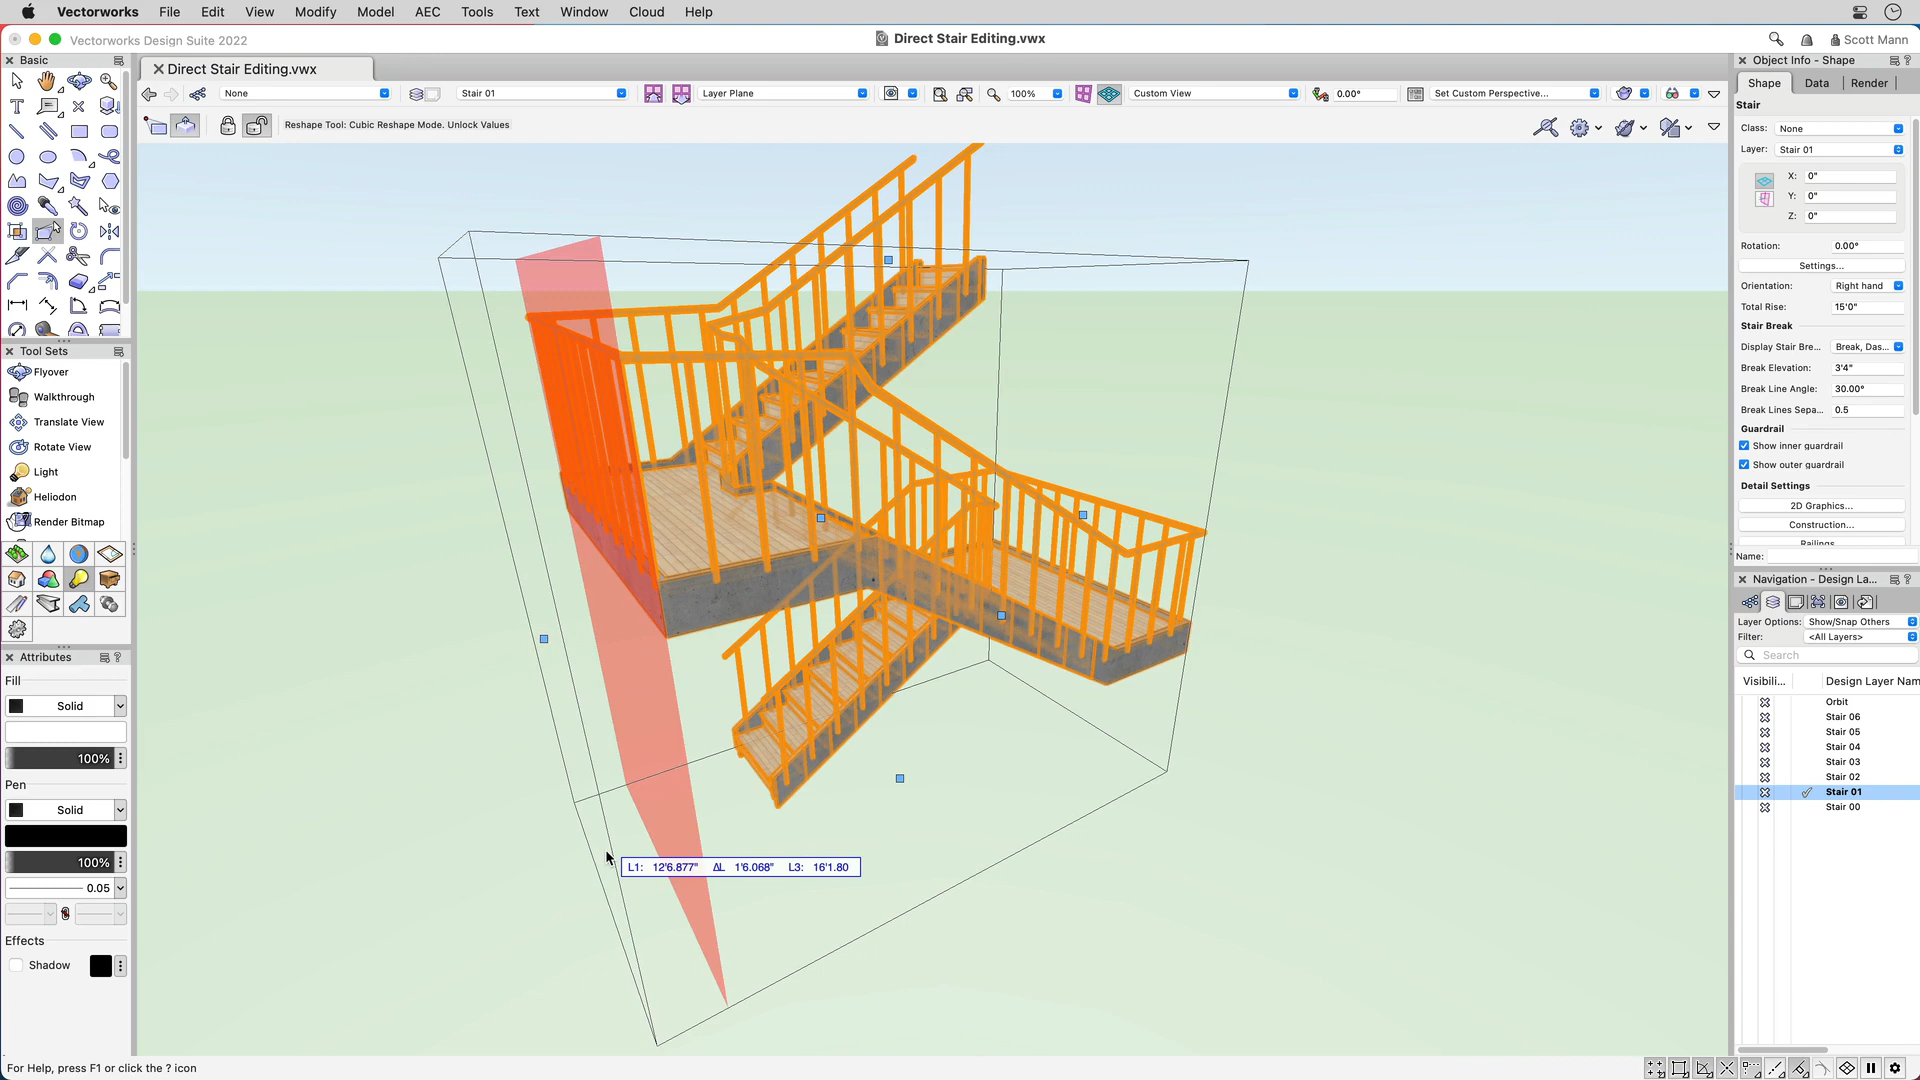 Vectorworks File Edit View Modify Model AEC Tools Text Window Cloud Help
Vectorworks Design Suite 2022
Direct Stair Editing.vwx
Scott Mann
Basic
Direct Stair Editing.vwx
None
Stair 01
Layer Plane
100%
Custom View
0.00°
Set Custom Perspective...
Reshape Tool: Cubic Reshape Mode. Unlock Values
Tool Sets
Flyover
Walkthrough
Translate View
Rotate View
Light
Heliodon
Render Bitmap
Attributes
Fill
Solid
100%
Pen
Solid
100%
0.05
Effects
Shadow
L1: 12'6.877" ΔL 1'6.068" L3: 16'1.80
Object Info - Shape
Shape Data Render
Stair
Class: None
Layer: Stair 01
X: 0"
Y: 0"
Z: 0"
Rotation: 0.00°
Settings...
Orientation: Right hand
Total Rise: 15'0"
Stair Break
Display Stair Bre... Break, Das...
Break Elevation: 3'4"
Break Line Angle: 30.00°
Break Lines Sepa... 0.5
Guardrail
Show inner guardrail
Show outer guardrail
Detail Settings
2D Graphics...
Construction...
Railings
Name:
Navigation - Design La...
Layer Options: Show/Snap Others
Filter: <All Layers>
Search
Visibili... Design Layer Nam
Orbit
Stair 06
Stair 05
Stair 04
Stair 03
Stair 02
Stair 01
Stair 00
For Help, press F1 or click the ? icon